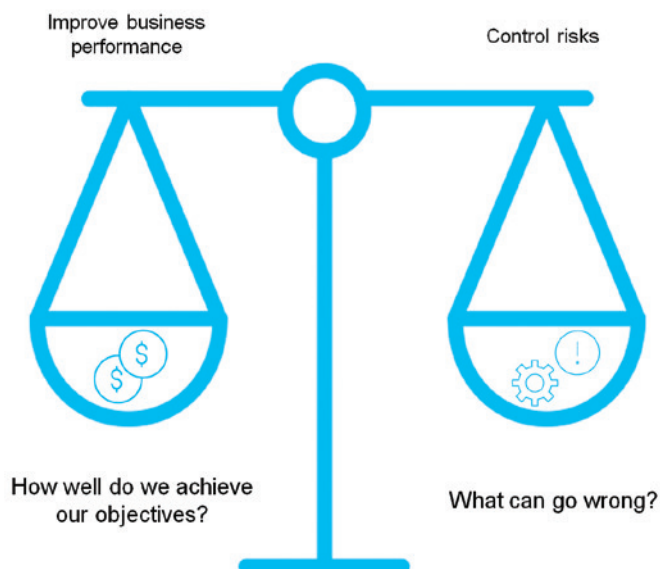 Improve business
performance
Control risks
$
$
!
How well do we achieve
our objectives?
What can go wrong?